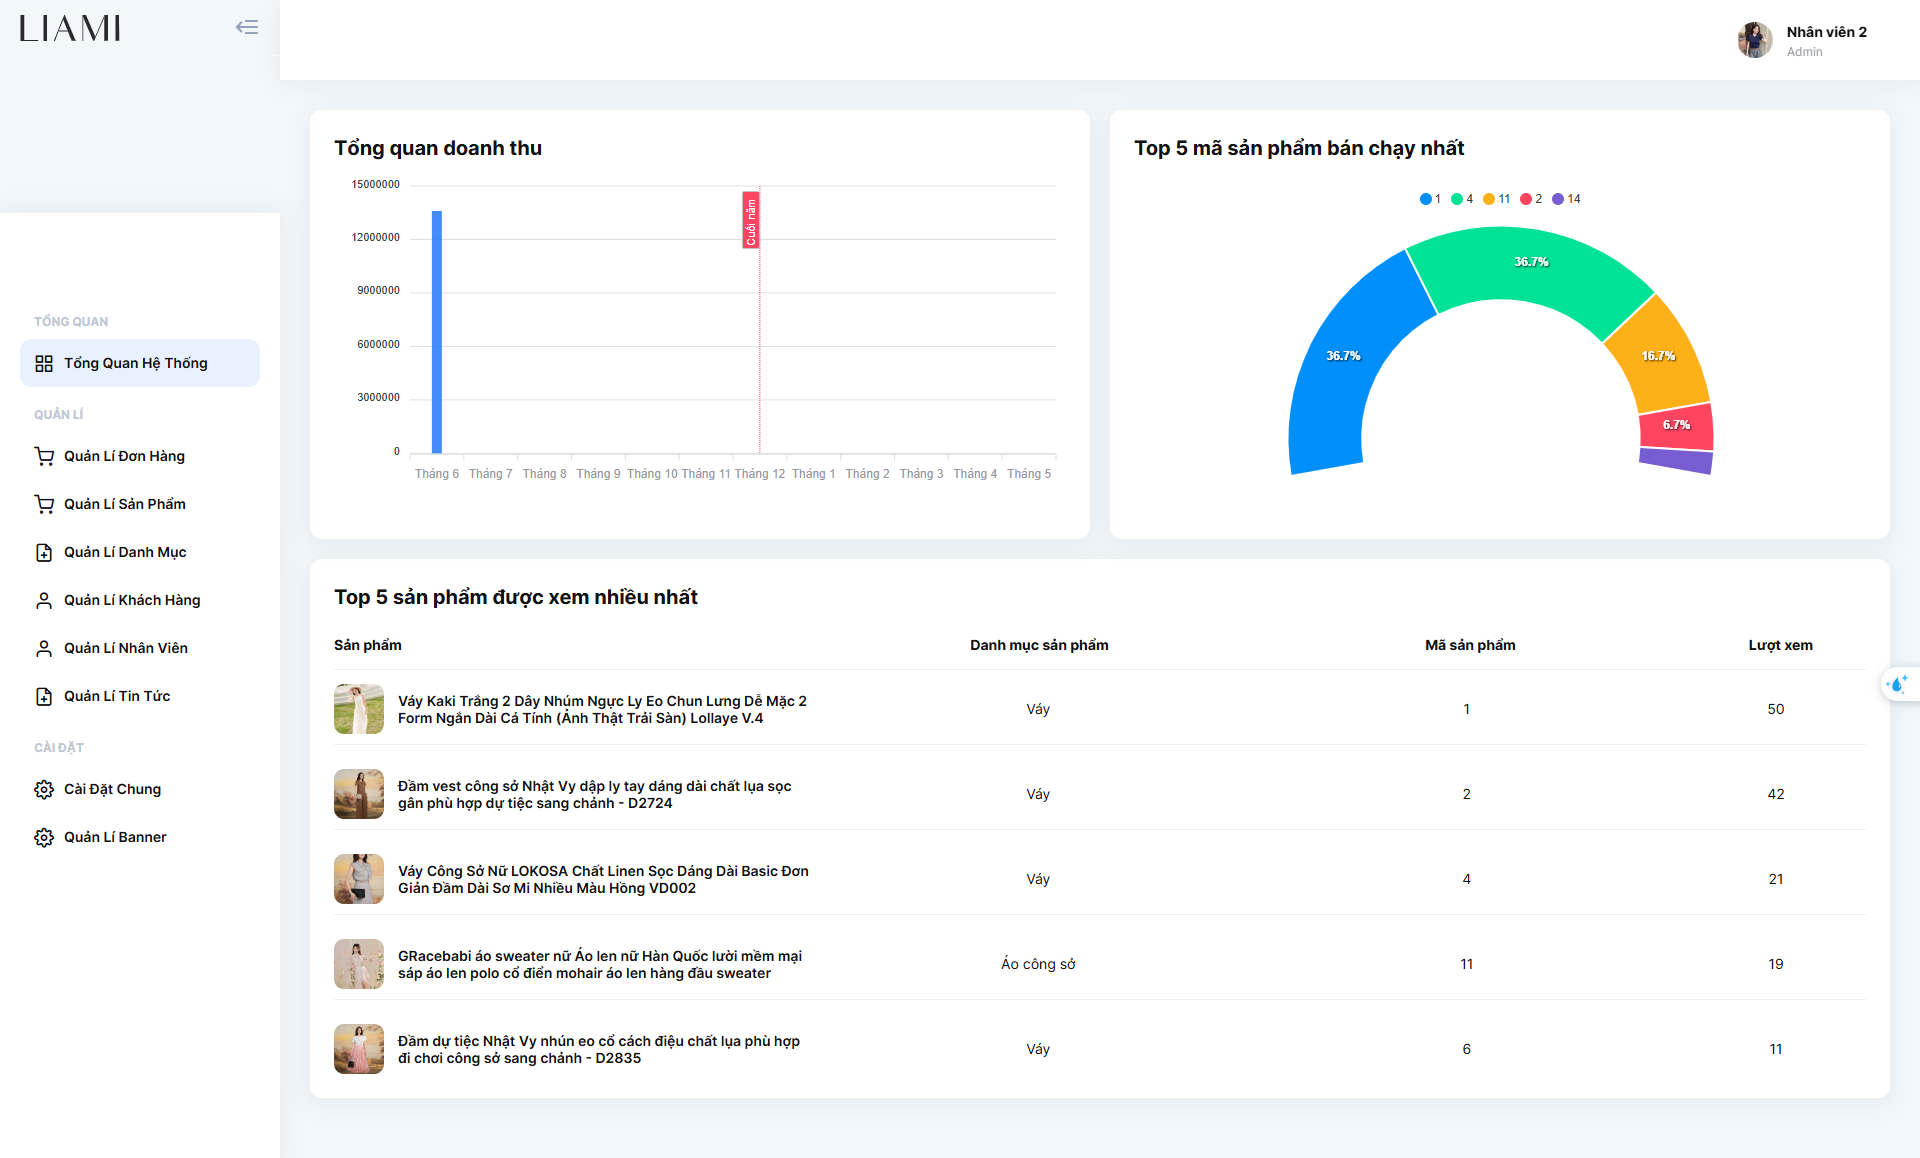 LIAMI
Nhân viên 2
Admin
TỔNG QUAN
Tổng Quan Hệ Thống
QUẢN LÍ
Quản Lí Đơn Hàng
Quản Lí Sản Phẩm
Quản Lí Danh Mục
Quản Lí Khách Hàng
Quản Lí Nhân Viên
Quản Lí Tin Tức
CÀI ĐẶT
Cài Đặt Chung
Quản Lí Banner
Tổng quan doanh thu
15000000
12000000
9000000
6000000
3000000
0
Cuối năm
Tháng 6 Tháng 7 Tháng 8 Tháng 9 Tháng 10 Tháng 11 Tháng 12 Tháng 1 Tháng 2 Tháng 3 Tháng 4 Tháng 5
Top 5 mã sản phẩm bán chạy nhất
1 4 11 2 14
36.7%
36.7%
16.7%
6.7%
Top 5 sản phẩm được xem nhiều nhất
Sản phẩm Danh mục sản phẩm Mã sản phẩm Lượt xem
Váy Kaki Trắng 2 Dây Nhúm Ngực Ly Eo Chun Lưng Dễ Mặc 2
Form Ngắn Dài Cá Tính (Ảnh Thật Trải Sàn) Lollaye V.4
Váy 1 50
Đầm vest công sở Nhật Vy dập ly tay dáng dài chất lụa sọc
gân phù hợp dự tiệc sang chảnh - D2724
Váy 2 42
Váy Công Sở Nữ LOKOSA Chất Linen Sọc Dáng Dài Basic Đơn
Giản Đầm Dài Sơ Mi Nhiều Màu Hồng VD002
Váy 4 21
GRacebabi áo sweater nữ Áo len nữ Hàn Quốc lười mềm mại
sáp áo len polo cổ điển mohair áo len hàng đầu sweater
Áo công sở 11 19
Đầm dự tiệc Nhật Vy nhún eo cổ cách điệu chất lụa phù hợp
đi chơi công sở sang chảnh - D2835
Váy 6 11